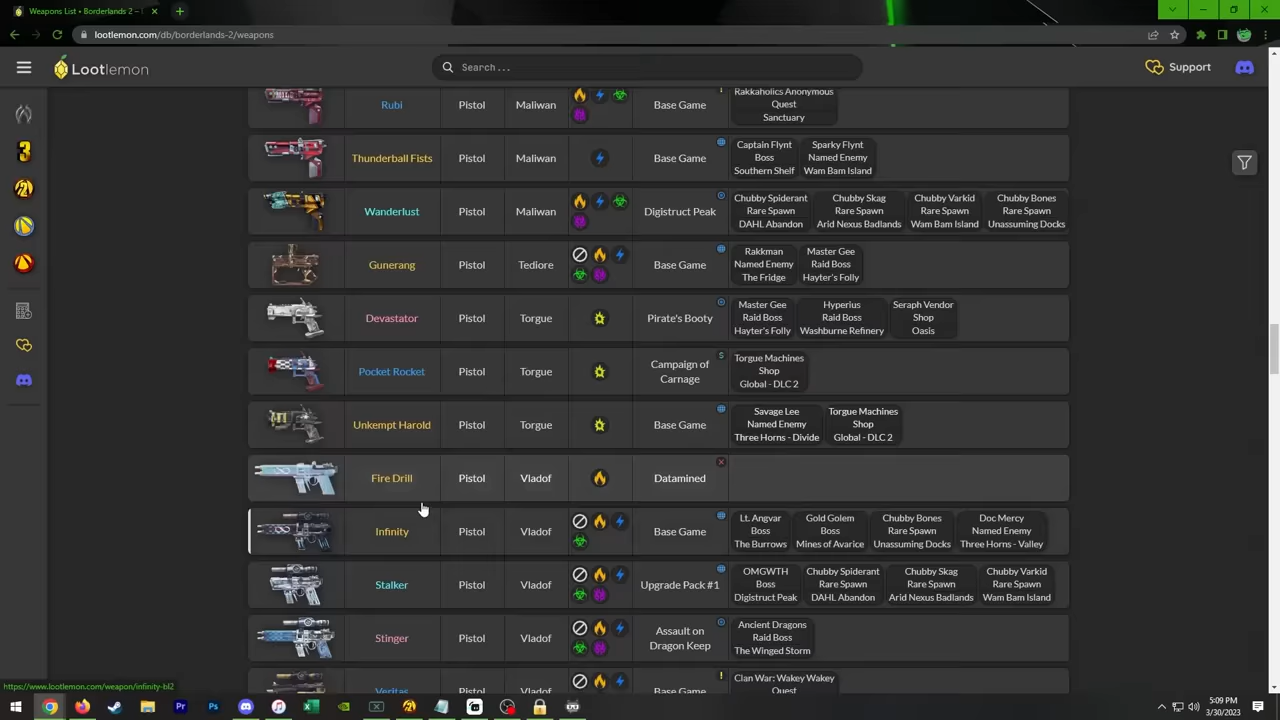 Weapons List • Borderlands 2 –
lootlemon.com/db/borderlands-2/weapons
Lootlemon
Search...
Support
Rubi
Pistol
Maliwan
Base Game
Rakkaholics Anonymous
Quest
Sanctuary
Thunderball Fists
Pistol
Maliwan
Base Game
Captain Flynt
Boss
Southern Shelf
Sparky Flynt
Named Enemy
Wam Bam Island
Wanderlust
Pistol
Maliwan
Digistruct Peak
Chubby Spiderant
Rare Spawn
DAHL Abandon
Chubby Skag
Rare Spawn
Arid Nexus Badlands
Chubby Varkid
Rare Spawn
Wam Bam Island
Chubby Bones
Rare Spawn
Unassuming Docks
Gunerang
Pistol
Tediore
Base Game
Rakkman
Named Enemy
The Fridge
Master Gee
Raid Boss
Hayter's Folly
Devastator
Pistol
Torgue
Pirate's Booty
Master Gee
Raid Boss
Hayter's Folly
Hyperius
Raid Boss
Washburne Refinery
Seraph Vendor
Shop
Oasis
Pocket Rocket
Pistol
Torgue
Campaign of
Carnage
Torgue Machines
Shop
Global - DLC 2
Unkempt Harold
Pistol
Torgue
Base Game
Savage Lee
Named Enemy
Three Horns - Divide
Torgue Machines
Shop
Global - DLC 2
Fire Drill
Pistol
Vladof
Datamined
Infinity
Pistol
Vladof
Base Game
Lt. Angvar
Boss
The Burrows
Gold Golem
Boss
Mines of Avarice
Chubby Bones
Rare Spawn
Unassuming Docks
Doc Mercy
Named Enemy
Three Horns - Valley
Stalker
Pistol
Vladof
Upgrade Pack #1
OMGWTH
Boss
Digistruct Peak
Chubby Spiderant
Rare Spawn
DAHL Abandon
Chubby Skag
Rare Spawn
Arid Nexus Badlands
Chubby Varkid
Rare Spawn
Wam Bam Island
Stinger
Pistol
Vladof
Assault on
Dragon Keep
Ancient Dragons
Raid Boss
The Winged Storm
Veritas
Pistol
Vladof
Base Game
Clan War: Wakey Wakey
Quest
https://www.lootlemon.com/weapon/infinity-bl2
5:09 PM
3/30/2023